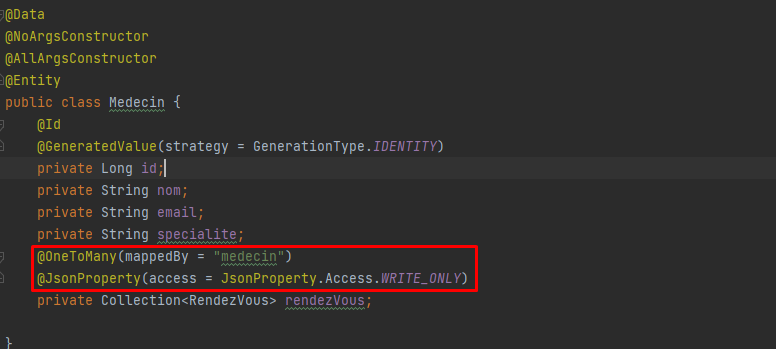 @Data
@NoArgsConstructor
@AllArgsConstructor
@Entity
public class Medecin {
@Id
@GeneratedValue(strategy = GenerationType.IDENTITY)
private Long id;
private String nom;
private String email;
private String specialite;
@OneToMany(mappedBy = "medecin")
@JsonProperty(access = JsonProperty.Access.WRITE_ONLY)
private Collection<RendezVous> rendezVous;
}